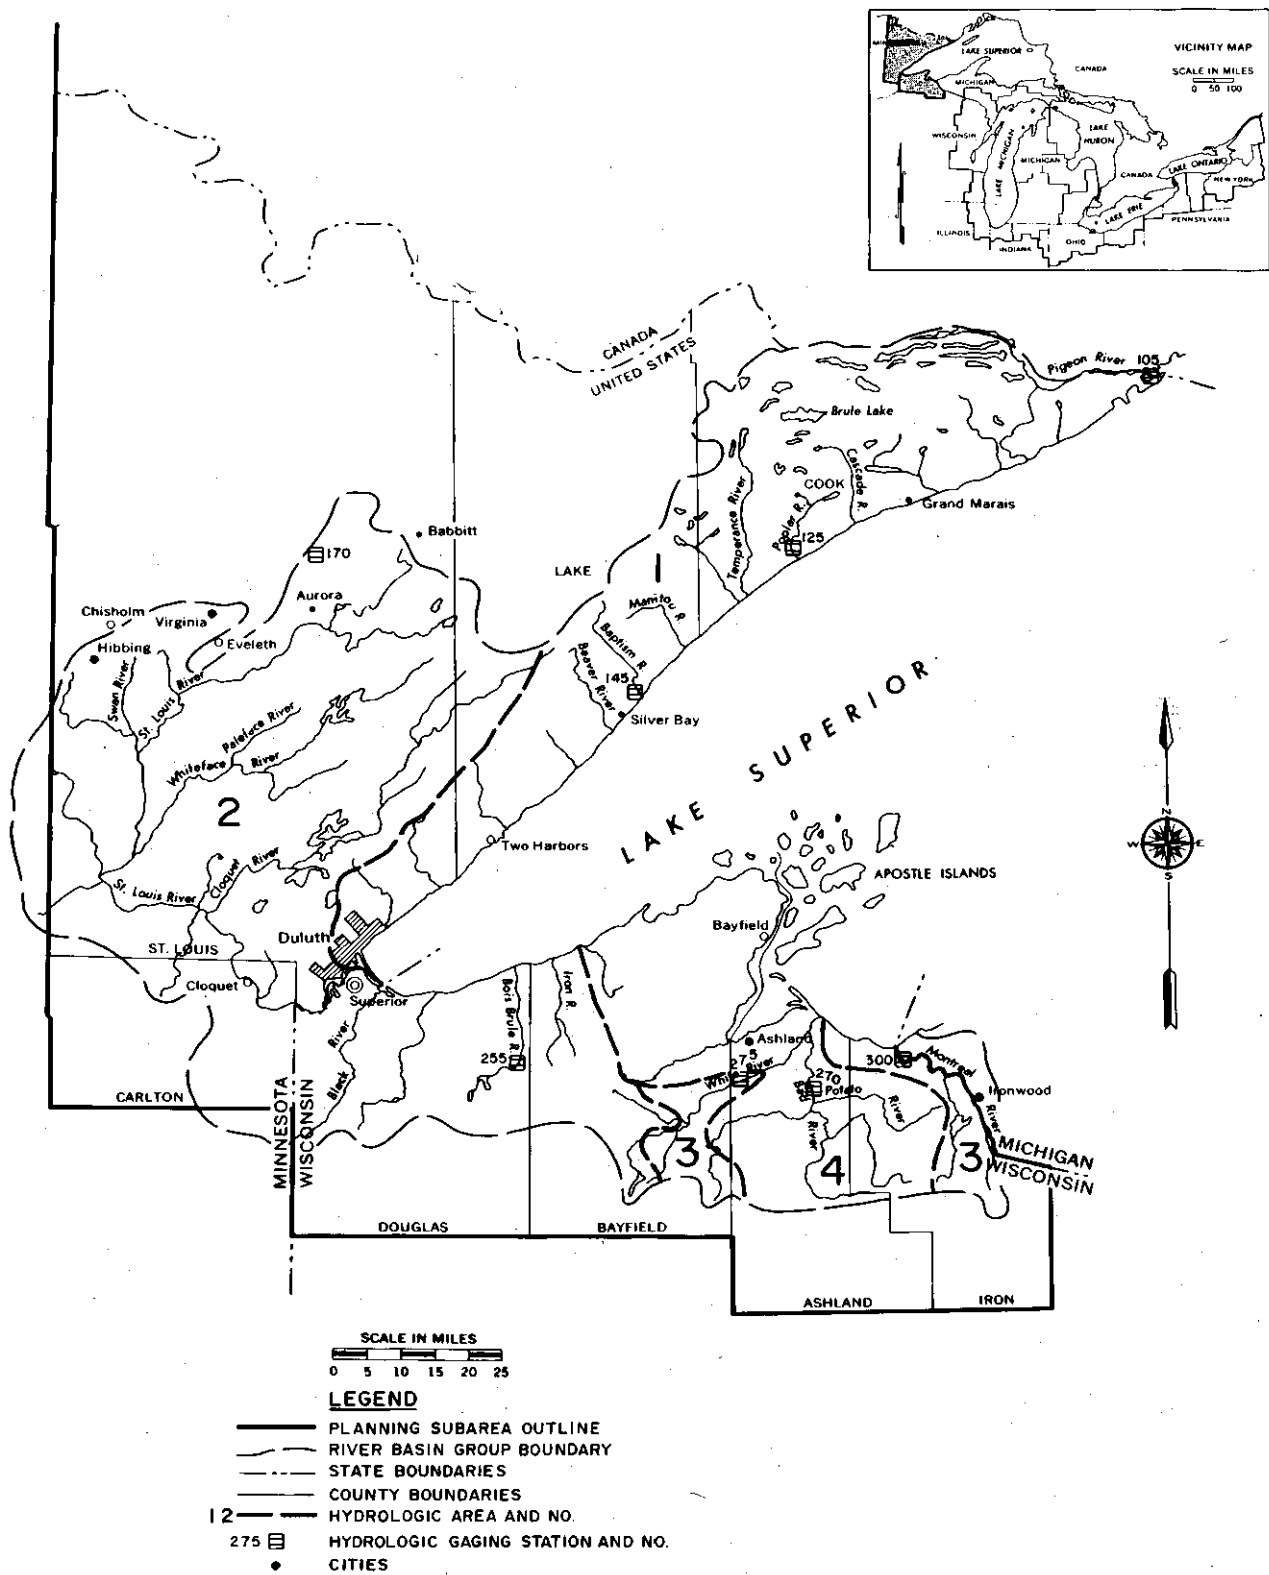 VICINITY MAP
SCALE IN MILES
0 50 100
LAKE SUPERIOR
CANADA
MICHIGAN
WISCONSIN
LAKE MICHIGAN
MICHIGAN
LAKE HURON
CANADA
LAKE ONTARIO
NEW YORK
LAKE ERIE
PENNSYLVANIA
ILLINOIS
INDIANA
OHIO
CANADA
UNITED STATES
Pigeon River 105
Brule Lake
COOK
Cascade R.
Grand Marais
Temperance River
Poplar R.
125
Babbitt
170
LAKE
1
Aurora
Manitou R.
Chisholm
Virginia
Eveleth
Hibbing
Baptism R.
Beaver River
145
Silver Bay
Swan River
St. Louis River
Paleface River
Whiteface River
2
LAKE SUPERIOR
N
W E
S
Two Harbors
APOSTLE ISLANDS
Cloquet River
St. Louis River
Bayfield
Duluth
ST. LOUIS
Cloquet
Superior
Bois Brule R.
Iron R.
Ashland
255
275
White River
300
Montreal River
270
Bad River
Potato River
Ironwood
Black River
CARLTON
MINNESOTA
WISCONSIN
3
4
3
MICHIGAN
WISCONSIN
DOUGLAS
BAYFIELD
ASHLAND
IRON
SCALE IN MILES
0 5 10 15 20 25
LEGEND
PLANNING SUBAREA OUTLINE
RIVER BASIN GROUP BOUNDARY
STATE BOUNDARIES
COUNTY BOUNDARIES
12 HYDROLOGIC AREA AND NO.
275 HYDROLOGIC GAGING STATION AND NO.
CITIES